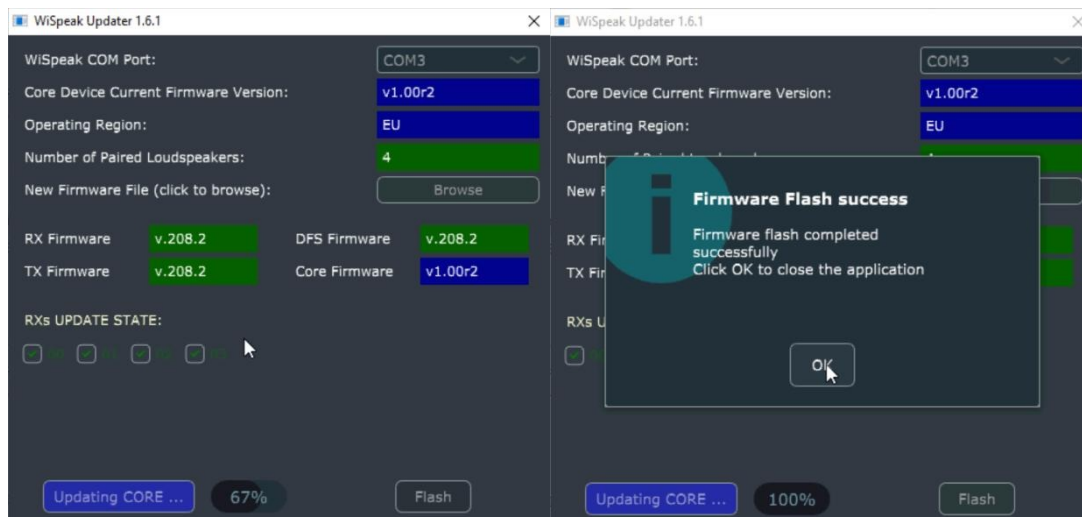 WiSpeak Updater 1.6.1
WiSpeak COM Port: COM3
Core Device Current Firmware Version: v1.00r2
Operating Region: EU
Number of Paired Loudspeakers: 4
New Firmware File (click to browse): Browse
RX Firmware v.208.2 DFS Firmware v.208.2
TX Firmware v.208.2 Core Firmware v1.00r2
RXs UPDATE STATE:
Updating CORE ... 67% Flash
WiSpeak Updater 1.6.1
WiSpeak COM Port: COM3
Core Device Current Firmware Version: v1.00r2
Operating Region: EU
Firmware Flash success
Firmware flash completed
successfully
Click OK to close the application
OK
RXs U
Updating CORE ... 100% Flash